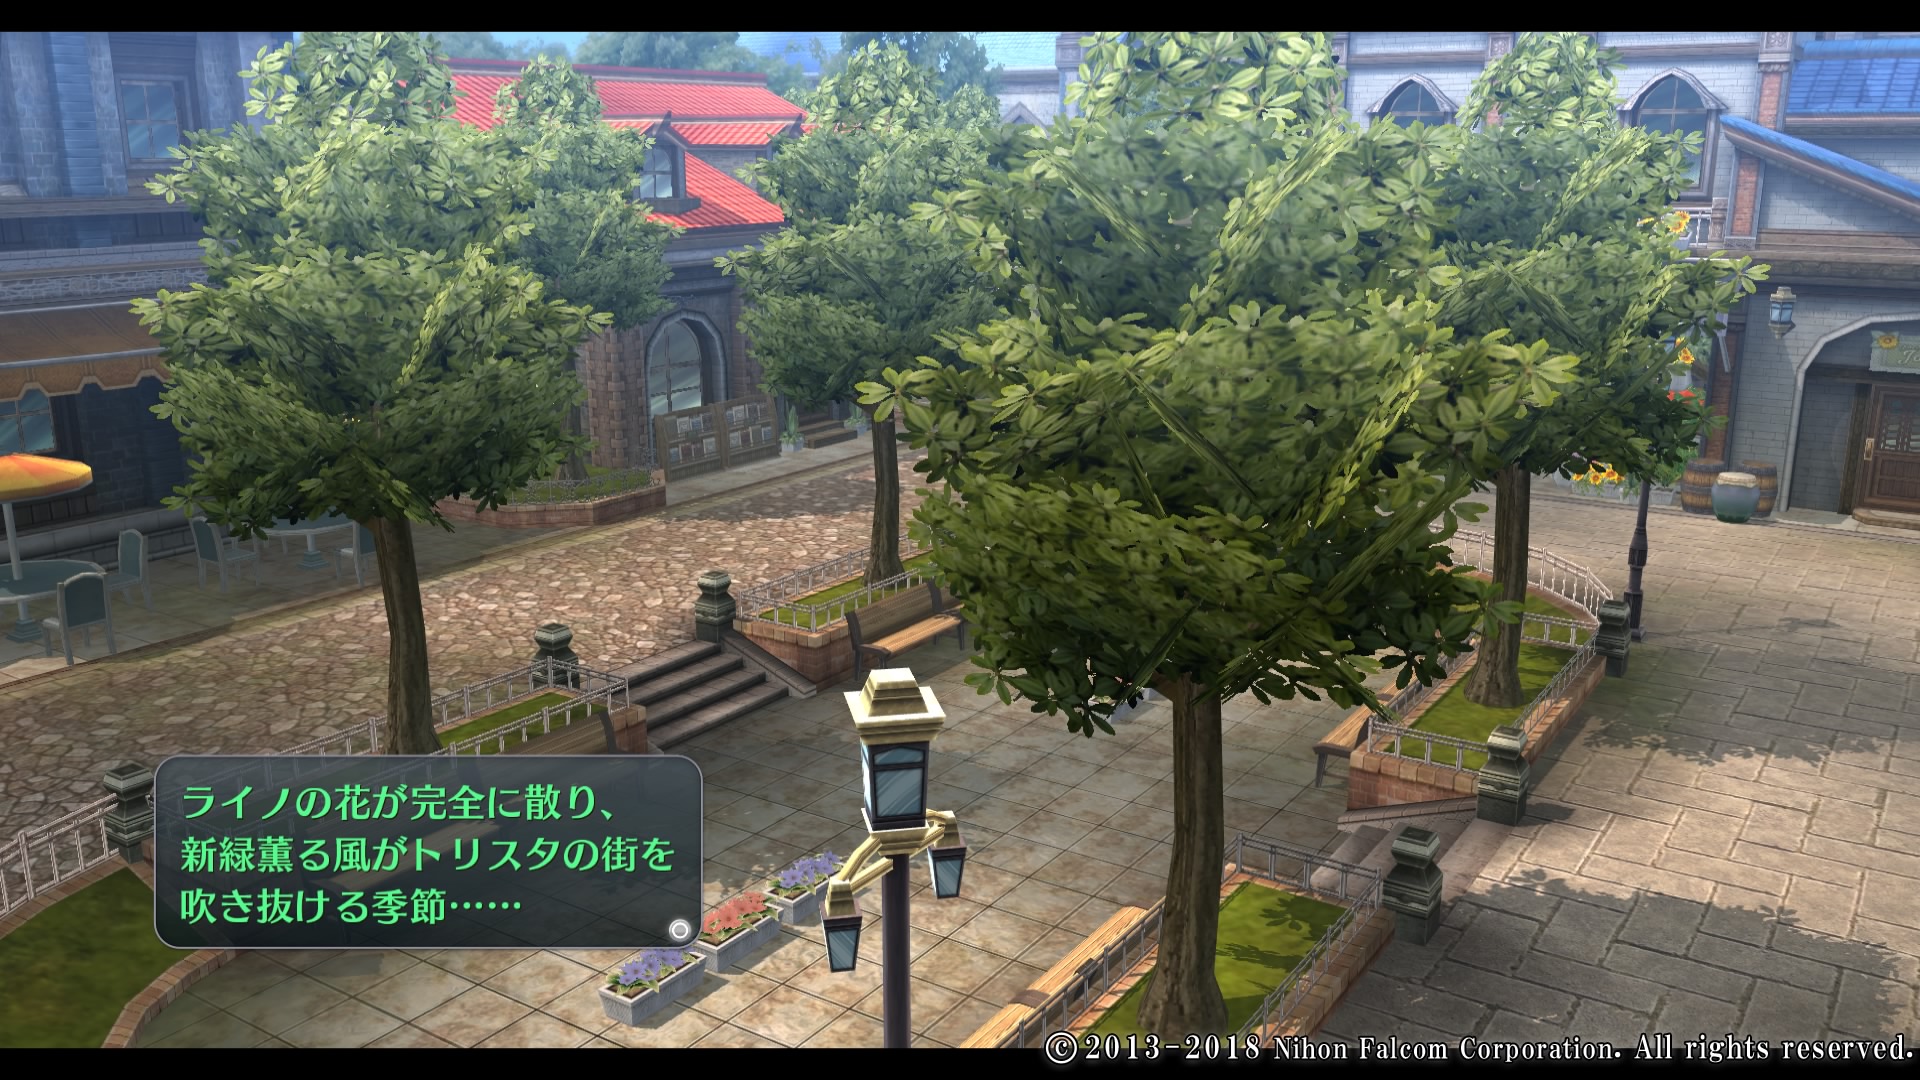 ライノの花が完全に散り、
新緑薫る風がトリスタの街を
吹き抜ける季節……
©2013-2018 Nihon Falcom Corporation. All rights reserved.